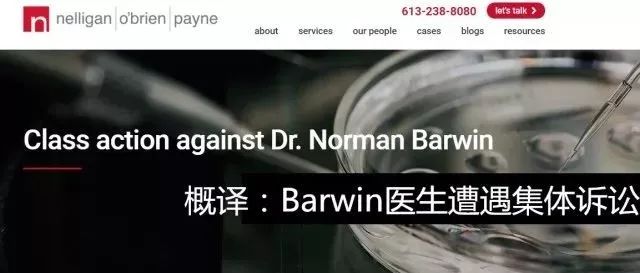 nelligan | o'brien | payne
613-238-8080
let's talk >
about services our people cases blogs resources
Class action against Dr. Norman Barwin
概译：Barwin医生遭遇集体诉讼